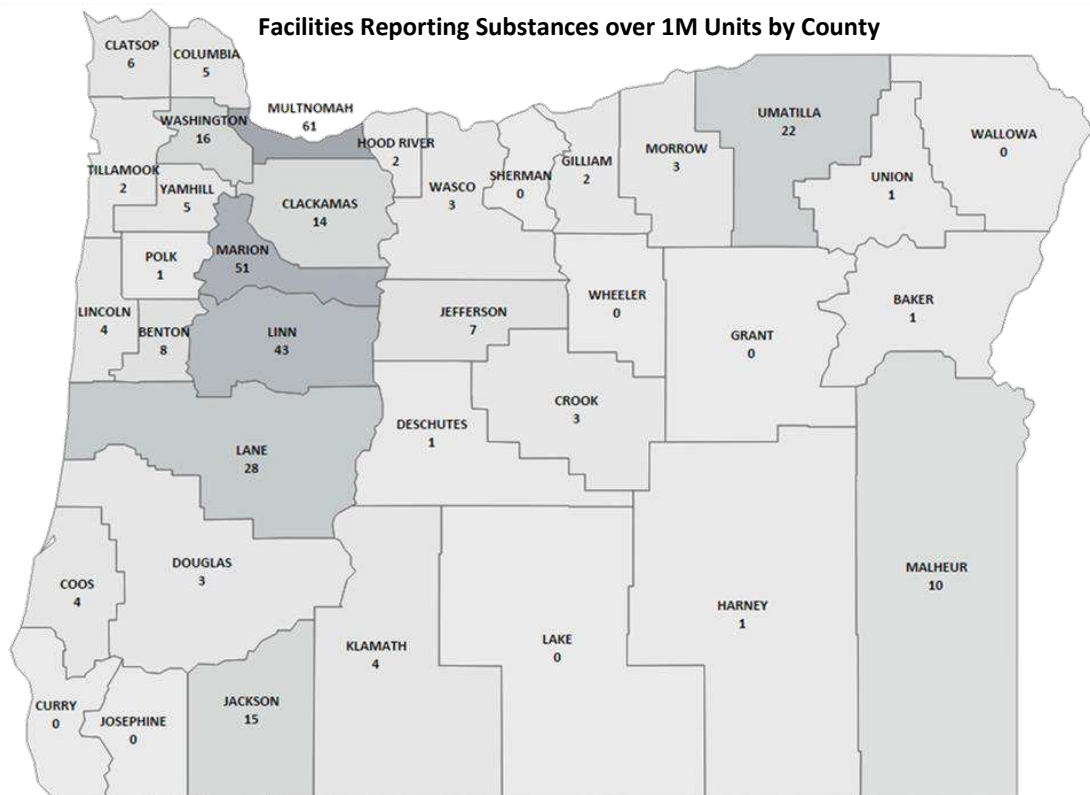 Facilities Reporting Substances over 1M Units by County
CLATSOP
6
COLUMBIA
5
MULTNOMAH
61
WASHINGTON
16
HOOD RIVER
2
TILLAMOOK
2
YAMHILL
5
CLACKAMAS
14
WASCO
3
SHERMAN
0
GILLIAM
2
MORROW
3
UMATILLA
22
UNION
1
WALLOWA
0
POLK
1
MARION
51
LINCOLN
4
BENTON
8
LINN
43
JEFFERSON
7
WHEELER
0
GRANT
0
BAKER
1
LANE
28
DESCHUTES
1
CROOK
3
COOS
4
DOUGLAS
3
KLAMATH
4
LAKE
0
HARNEY
1
MALHEUR
10
CURRY
0
JOSEPHINE
0
JACKSON
15